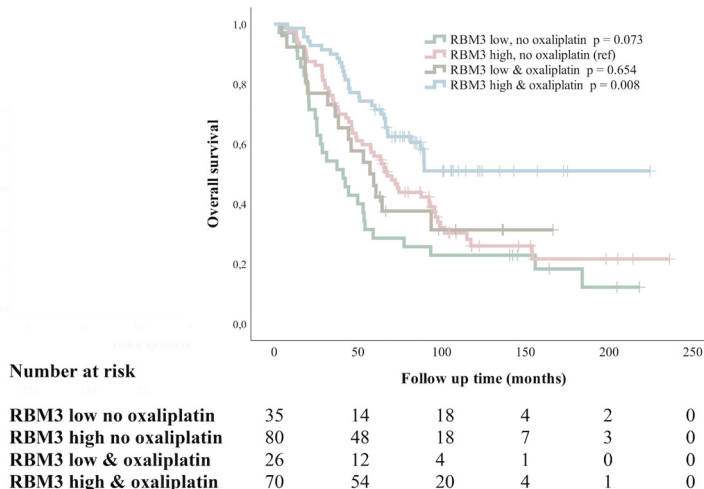 1,0
0,8
0,6
0,4
0,2
0,0
Overall survival
RBM3 low, no oxaliplatin p = 0.073
RBM3 high, no oxaliplatin (ref)
RBM3 low & oxaliplatin p = 0.654
RBM3 high & oxaliplatin p = 0.008
0 50 100 150 200 250
Follow up time (months)
Number at risk
RBM3 low no oxaliplatin 35 14 18 4 2 0
RBM3 high no oxaliplatin 80 48 18 7 3 0
RBM3 low & oxaliplatin 26 12 4 1 0 0
RBM3 high & oxaliplatin 70 54 20 4 1 0